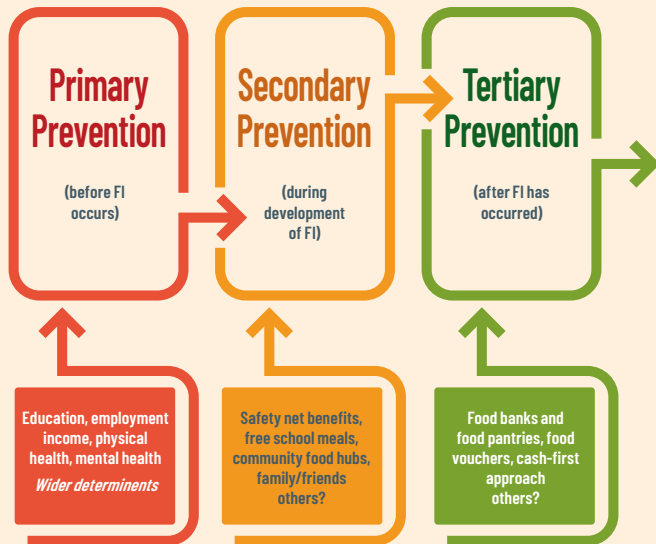 Primary
Prevention
(before FI
occurs)
Secondary
Prevention
(during
development
of FI)
Tertiary
Prevention
(after FI has
occurred)
Education, employment
income, physical
health, mental health
Wider determinents
Safety net benefits,
free school meals,
community food hubs,
family/friends
others?
Food banks and
food pantries, food
vouchers, cash-first
approach
others?